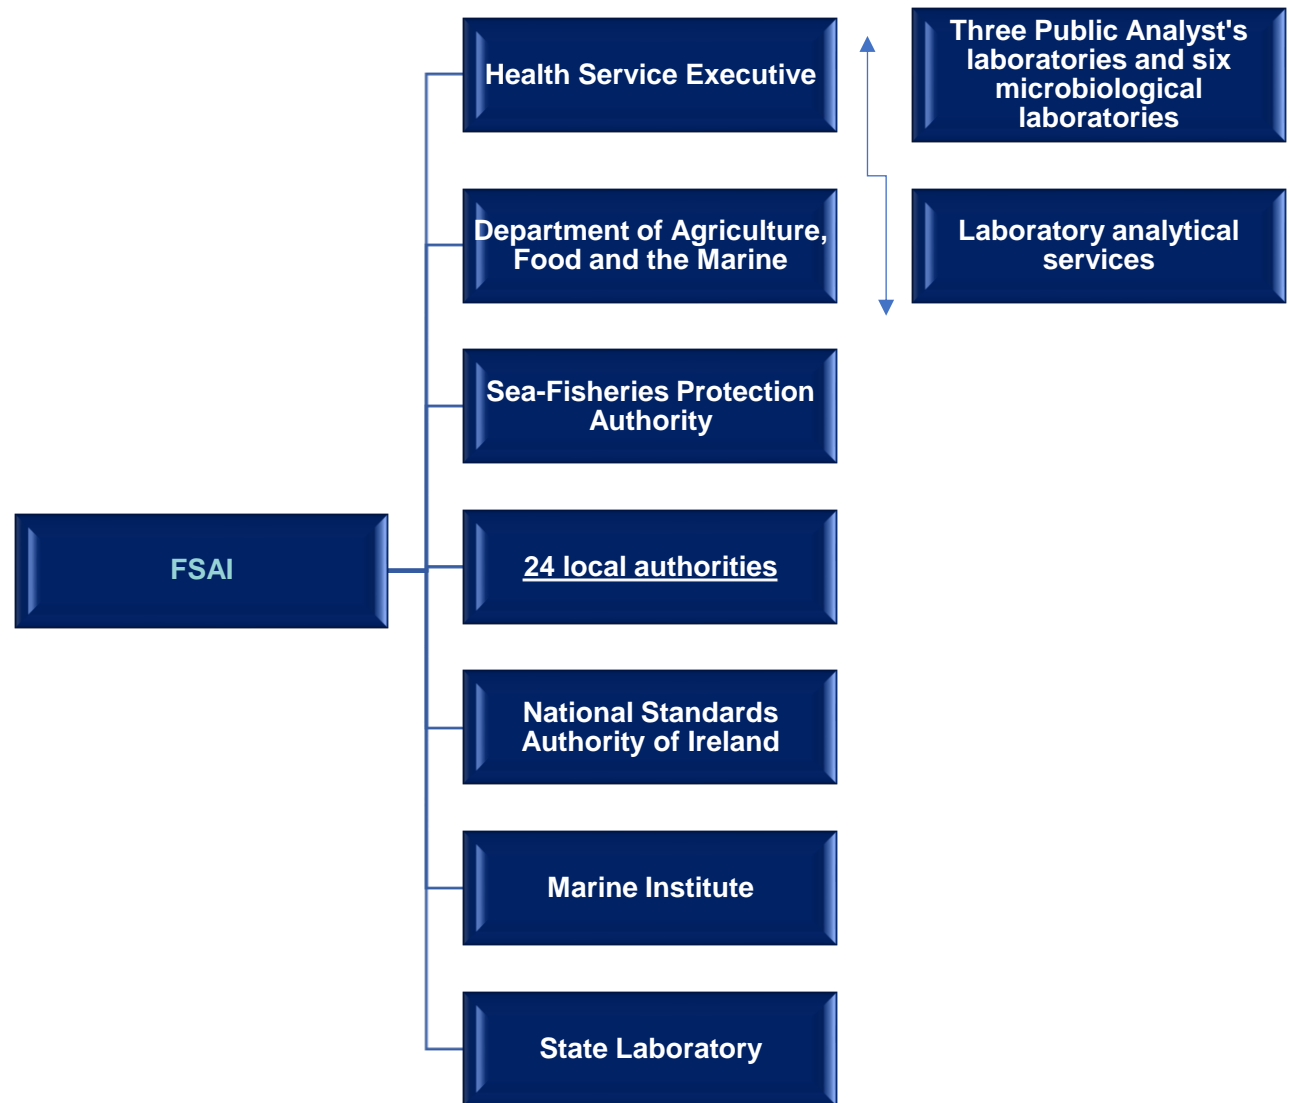 Health Service Executive
Three Public Analyst's
laboratories and six
microbiological
laboratories
Department of Agriculture,
Food and the Marine
Laboratory analytical
services
Sea-Fisheries Protection
Authority
FSAI
24 local authorities
National Standards
Authority of Ireland
Marine Institute
State Laboratory